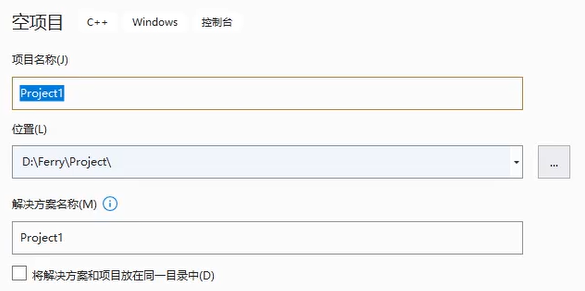 空项目 C++ Windows 控制台
项目名称(J)
Project1
位置(L)
D:\Ferry\Project\
...
解决方案名称(M)
Project1
将解决方案和项目放在同一目录中(D)